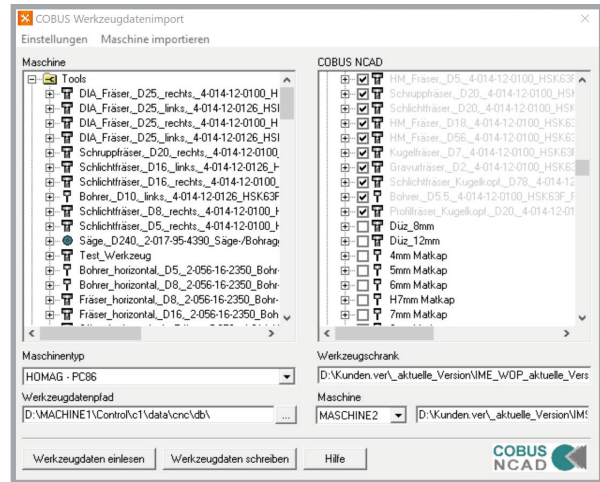 COBUS Werkzeugdatenimport
Einstellungen Maschine importieren
Maschine
Tools
DIA_Fräser,_D25,_rechts,_4-014-12-0100_H
DIA_Fräser,_D25,_links,_4-014-12-0126_HSI
DIA_Fräser,_D25,_rechts,_4-014-12-0100_H
DIA_Fräser,_D25,_links,_4-014-12-0126_HSI
Schruppfräser,_D20,_rechts,_4-014-12-0100_
Schlichtfräser,_D16,_links,_4-014-12-0126_H
Schlichtfräser,_D16,_rechts,_4-014-12-0100_
Bohrer,_D10,_links,_4-014-12-0126_HSK63F
Schlichtfräser,_D8,_rechts,_4-014-12-0100_H
Schlichtfräser,_D5,_rechts,_4-014-12-0100_H
Säge,_D240,_2-017-95-4390_Säge-/Bohragg
Test_Werkzeug
Bohrer_horizontal,_D5,_2-056-16-2350_Bohr-
Bohrer_horizontal,_D8,_2-056-16-2350_Bohr-
Fräser_horizontal,_D8,_2-056-16-2350_Bohr-
Fräser_horizontal,_D16,_2-056-16-2350_Boh
Maschinentyp
HOMAG - PC86
Werkzeugdatenpfad
D:\MACHINE1\Control\c1\data\cnc\db\
...
COBUS NCAD
HM_Fräser,_D5,_4-014-12-0100_HSK63F
Schruppfräser,_D20,_4-014-12-0100_HSK
Schlichtfräser,_D20,_4-014-12-0100_HSK
HM_Fräser,_D18,_4-014-12-0100_HSK63
HM_Fräser,_D56,_4-014-12-0100_HSK63
Kugelfräser,_D7,_4-014-12-0100_HSK63F
Gravurfräser,_D2,_4-014-12-0100_HSK63
Schlichtfräser_Kugelkopf,_D78,_4-014-12
Bohrer,_D5.5,_4-014-12-0100_HSK63F_F
Profilfräser_Kugelkopf,_D20,_4-014-12-01
Düz_8mm
Düz_12mm
4mm Matkap
5mm Matkap
6mm Matkap
H7mm Matkap
7mm Matkap
Werkzeugschrank
D:\Kunden.ver\_aktuelle_Version\IME_WOP_aktuelle_Vers
Maschine
MASCHINE2
D:\Kunden.ver\_aktuelle_Version\IMS
Werkzeugdaten einlesen
Werkzeugdaten schreiben
Hilfe
COBUS
NCAD